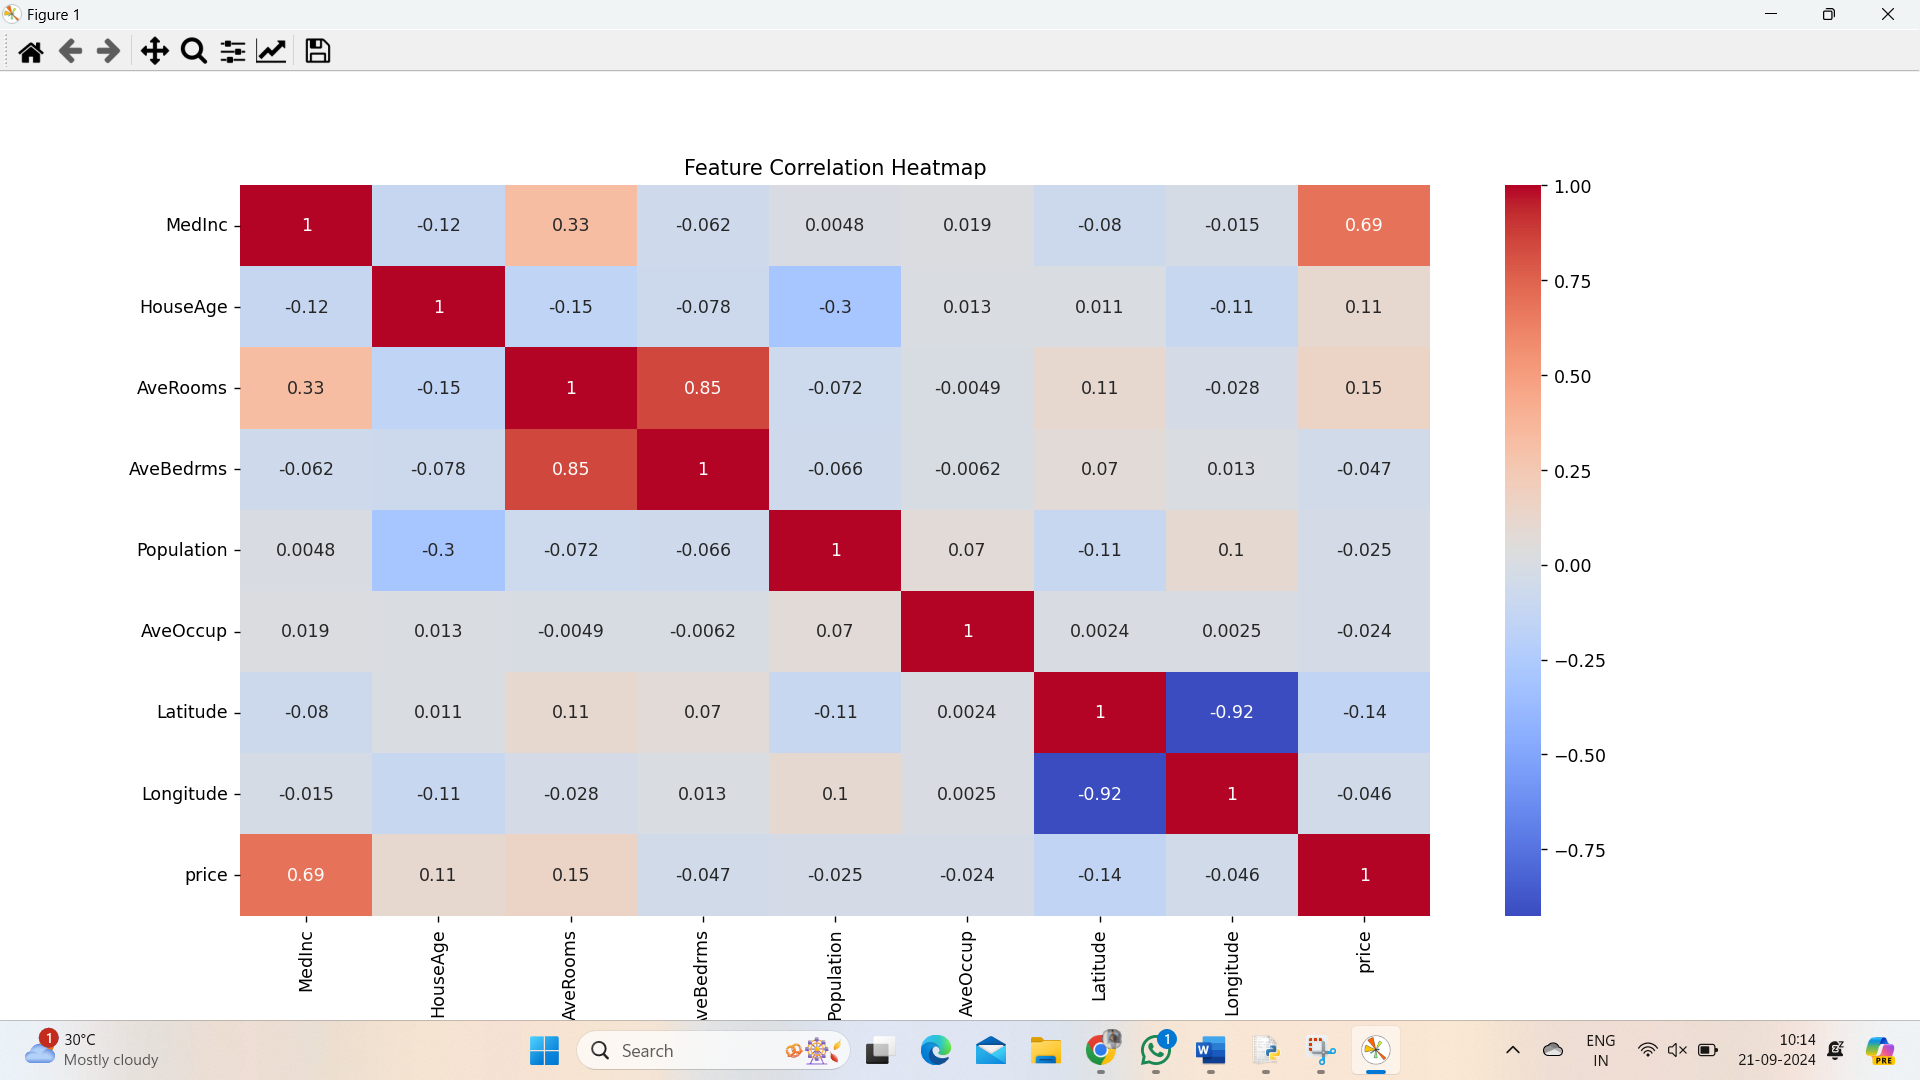 Figure 1
Feature Correlation Heatmap
MedInc 1 -0.12 0.33 -0.062 0.0048 0.019 -0.08 -0.015 0.69
HouseAge -0.12 1 -0.15 -0.078 -0.3 0.013 0.011 -0.11 0.11
AveRooms 0.33 -0.15 1 0.85 -0.072 -0.0049 0.11 -0.028 0.15
AveBedrms -0.062 -0.078 0.85 1 -0.066 -0.0062 0.07 0.013 -0.047
Population 0.0048 -0.3 -0.072 -0.066 1 0.07 -0.11 0.1 -0.025
AveOccup 0.019 0.013 -0.0049 -0.0062 0.07 1 0.0024 0.0025 -0.024
Latitude -0.08 0.011 0.11 0.07 -0.11 0.0024 1 -0.92 -0.14
Longitude -0.015 -0.11 -0.028 0.013 0.1 0.0025 -0.92 1 -0.046
price 0.69 0.11 0.15 -0.047 -0.025 -0.024 -0.14 -0.046 1
MedInc HouseAge AveRooms veBedrms Population AveOccup Latitude Longitude price
1.00
0.75
0.50
0.25
0.00
−0.25
−0.50
−0.75
1
30°C
Mostly cloudy
Search
1
W
PRE
ENG
IN
10:14
21-09-2024